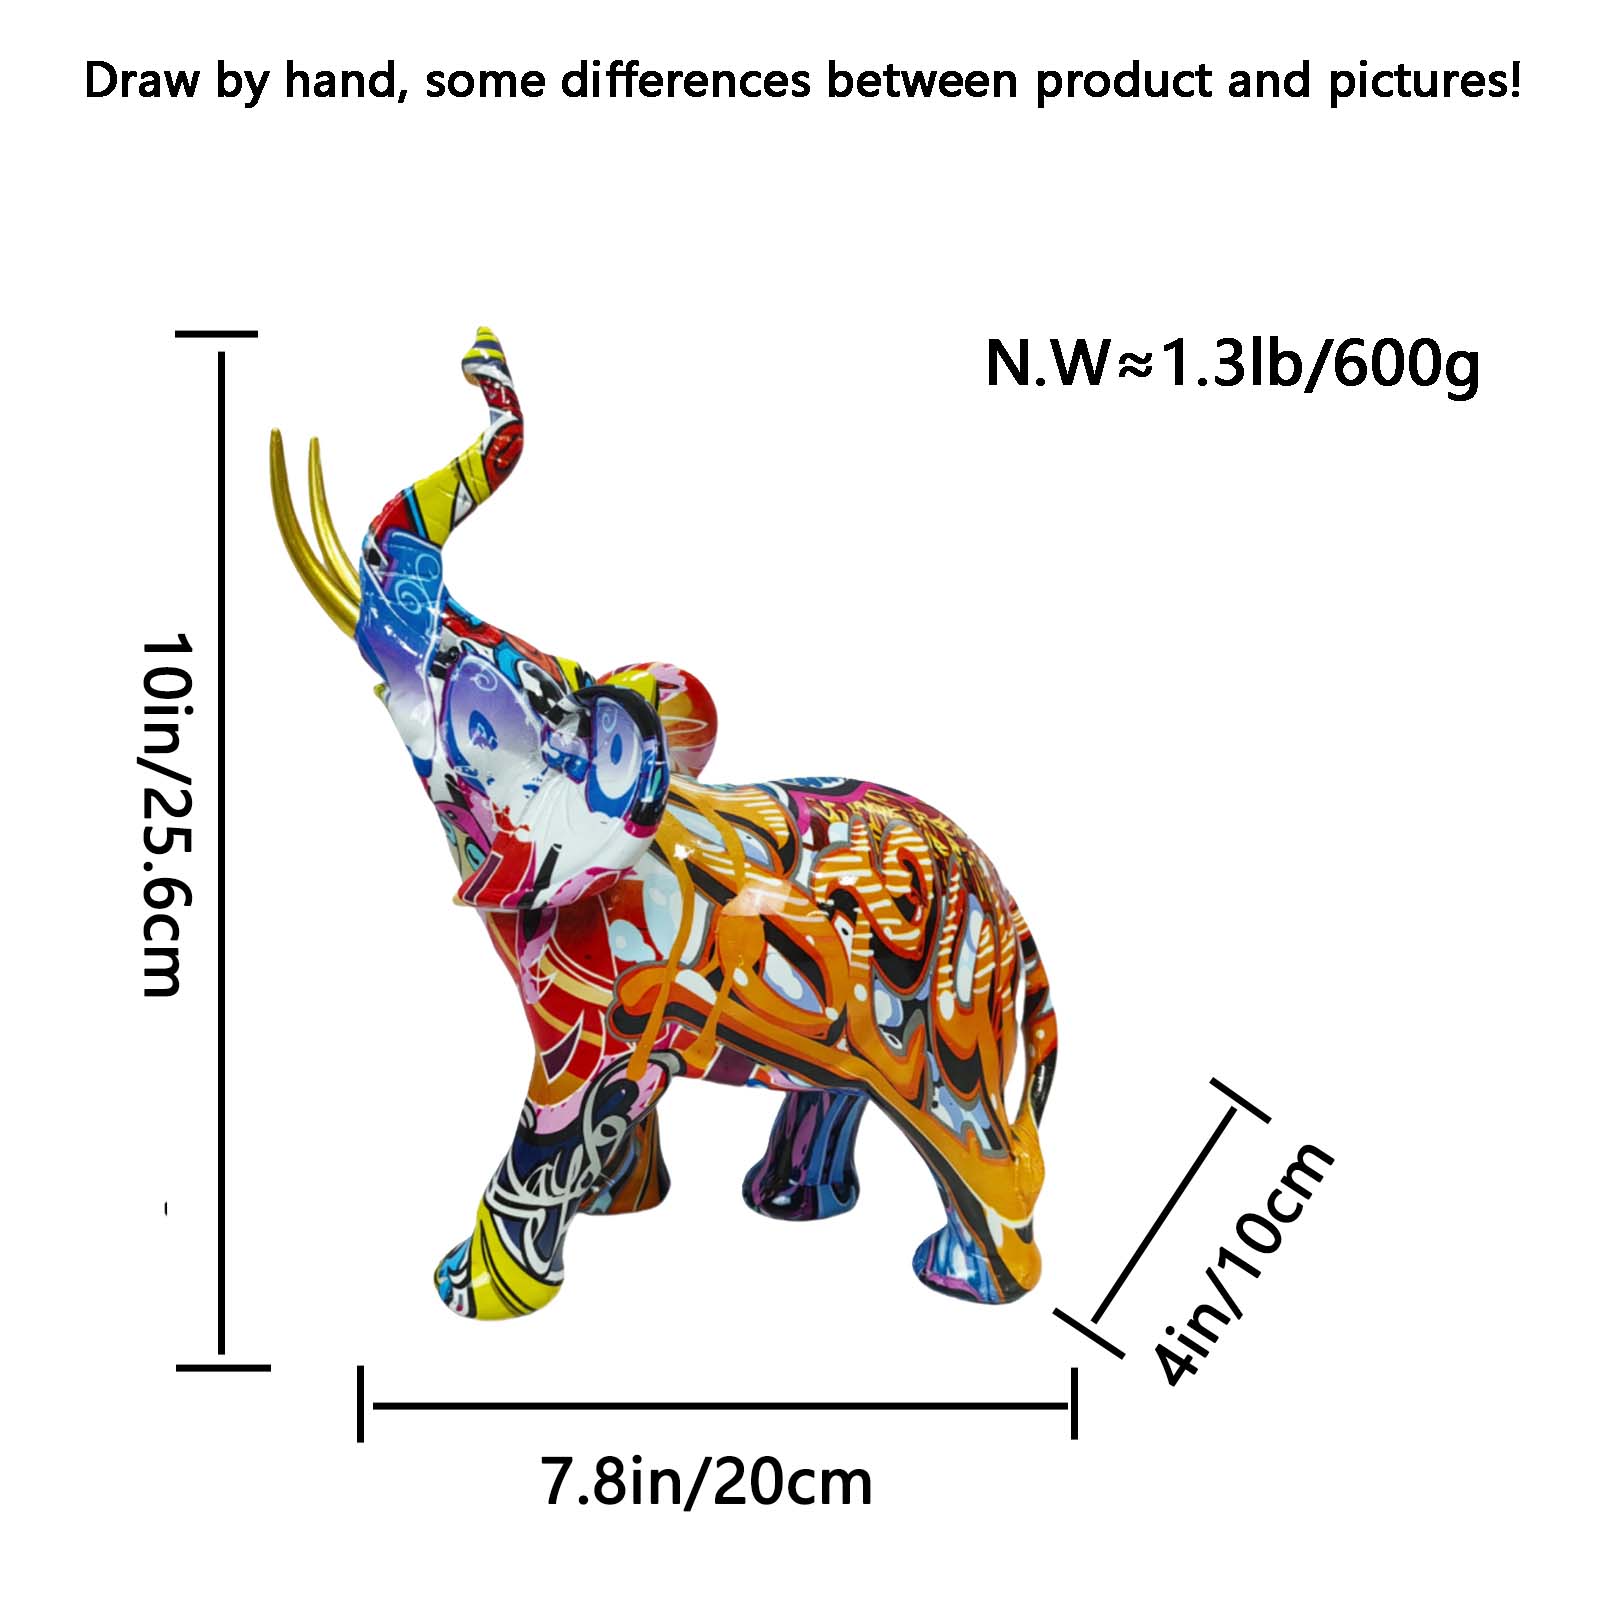 Draw by hand, some differences between product and pictures!
N.W≈1.3lb/600g
10in/25.6cm
4in/10cm
7.8in/20cm